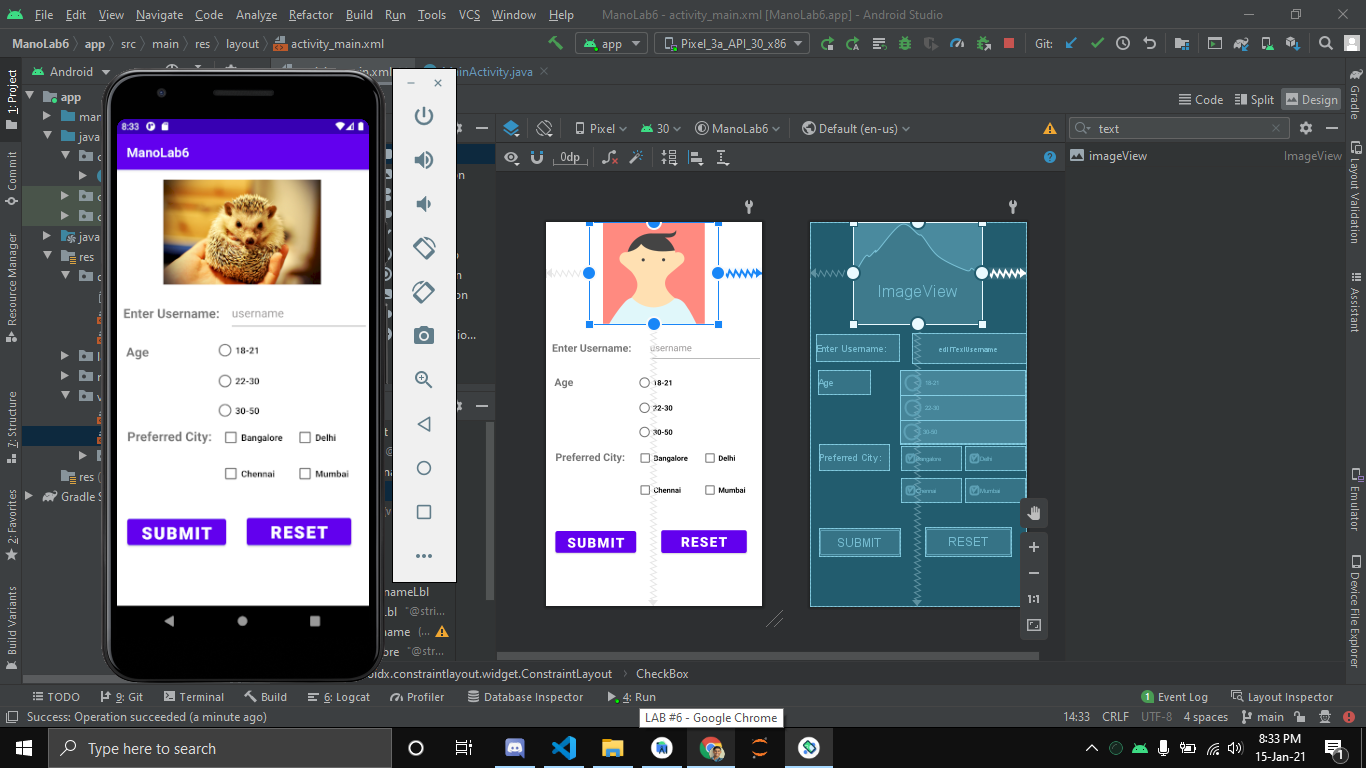 File Edit View Navigate Code Analyze Refactor Build Run Tools VCS Window Help ManoLab6 - activity_main.xml [ManoLab6.app] - Android Studio
ManoLab6 app src main res layout activity_main.xml app Pixel_3a_API_30_x86 Git:
Android MainActivity.java
Code Split Design
Pixel 30 ManoLab6 Default (en-us)
text
0dp
imageView ImageView
1: Project
Commit
Resource Manager
7: Structure
2: Favorites
Build Variants
app
java
res
java
res
Gradle
8:33
ManoLab6
Enter Username: username
Age 18-21
22-30
30-50
Preferred City: Bangalore Delhi
Chennai Mumbai
SUBMIT RESET
Enter Username: username
Age 18-21
22-30
30-50
Preferred City: Bangalore Delhi
Chennai Mumbai
SUBMIT RESET
ImageView
Enter Username: editTextUsername
Age 18-21
22-30
30-50
Preferred City: Bangalore Delhi
Chennai Mumbai
SUBMIT RESET
1:1
Gradle
Layout Validation
Assistant
Emulator
Device File Explorer
constraintlayout.widget.ConstraintLayout CheckBox
TODO 9: Git Terminal Build 6: Logcat Profiler Database Inspector 4: Run 1 Event Log Layout Inspector
Success: Operation succeeded (a minute ago) 14:33 CRLF UTF-8 4 spaces main
LAB #6 - Google Chrome
Type here to search
8:33 PM
15-Jan-21
1